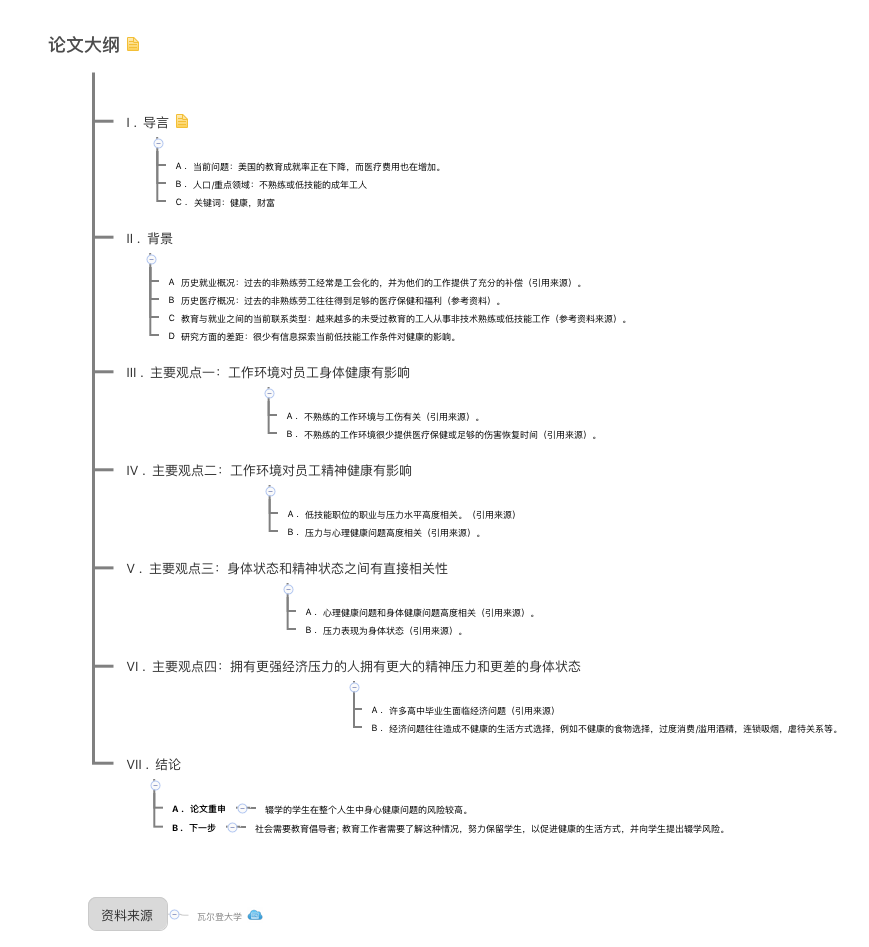 论文大纲
I . 导言
A . 当前问题：美国的教育成就率正在下降，而医疗费用也在增加。
B . 人口/重点领域：不熟练或低技能的成年工人
C . 关键词：健康，财富
II . 背景
A 历史就业概况：过去的非熟练劳工经常是工会化的，并为他们的工作提供了充分的补偿（引用来源）。
B 历史医疗概况：过去的非熟练劳工往往得到足够的医疗保健和福利（参考资料）。
C 教育与就业之间的当前联系类型：越来越多的未受过教育的工人从事非技术熟练或低技能工作（参考资料来源）。
D 研究方面的差距：很少有信息探索当前低技能工作条件对健康的影响。
III . 主要观点一：工作环境对员工身体健康有影响
A . 不熟练的工作环境与工伤有关（引用来源）。
B . 不熟练的工作环境很少提供医疗保健或足够的伤害恢复时间（引用来源）。
IV . 主要观点二：工作环境对员工精神健康有影响
A . 低技能职位的职业与压力水平高度相关。（引用来源）
B . 压力与心理健康问题高度相关（引用来源）。
V . 主要观点三：身体状态和精神状态之间有直接相关性
A . 心理健康问题和身体健康问题高度相关（引用来源）。
B . 压力表现为身体状态（引用来源）。
VI . 主要观点四：拥有更强经济压力的人拥有更大的精神压力和更差的身体状态
A . 许多高中毕业生面临经济问题（引用来源）
B . 经济问题往往造成不健康的生活方式选择，例如不健康的食物选择，过度消费/滥用酒精，连锁吸烟，虐待关系等。
VII . 结论
A . 论文重申 辍学的学生在整个人生中身心健康问题的风险较高。
B . 下一步 社会需要教育倡导者; 教育工作者需要了解这种情况，努力保留学生，以促进健康的生活方式，并向学生提出辍学风险。
资料来源 瓦尔登大学